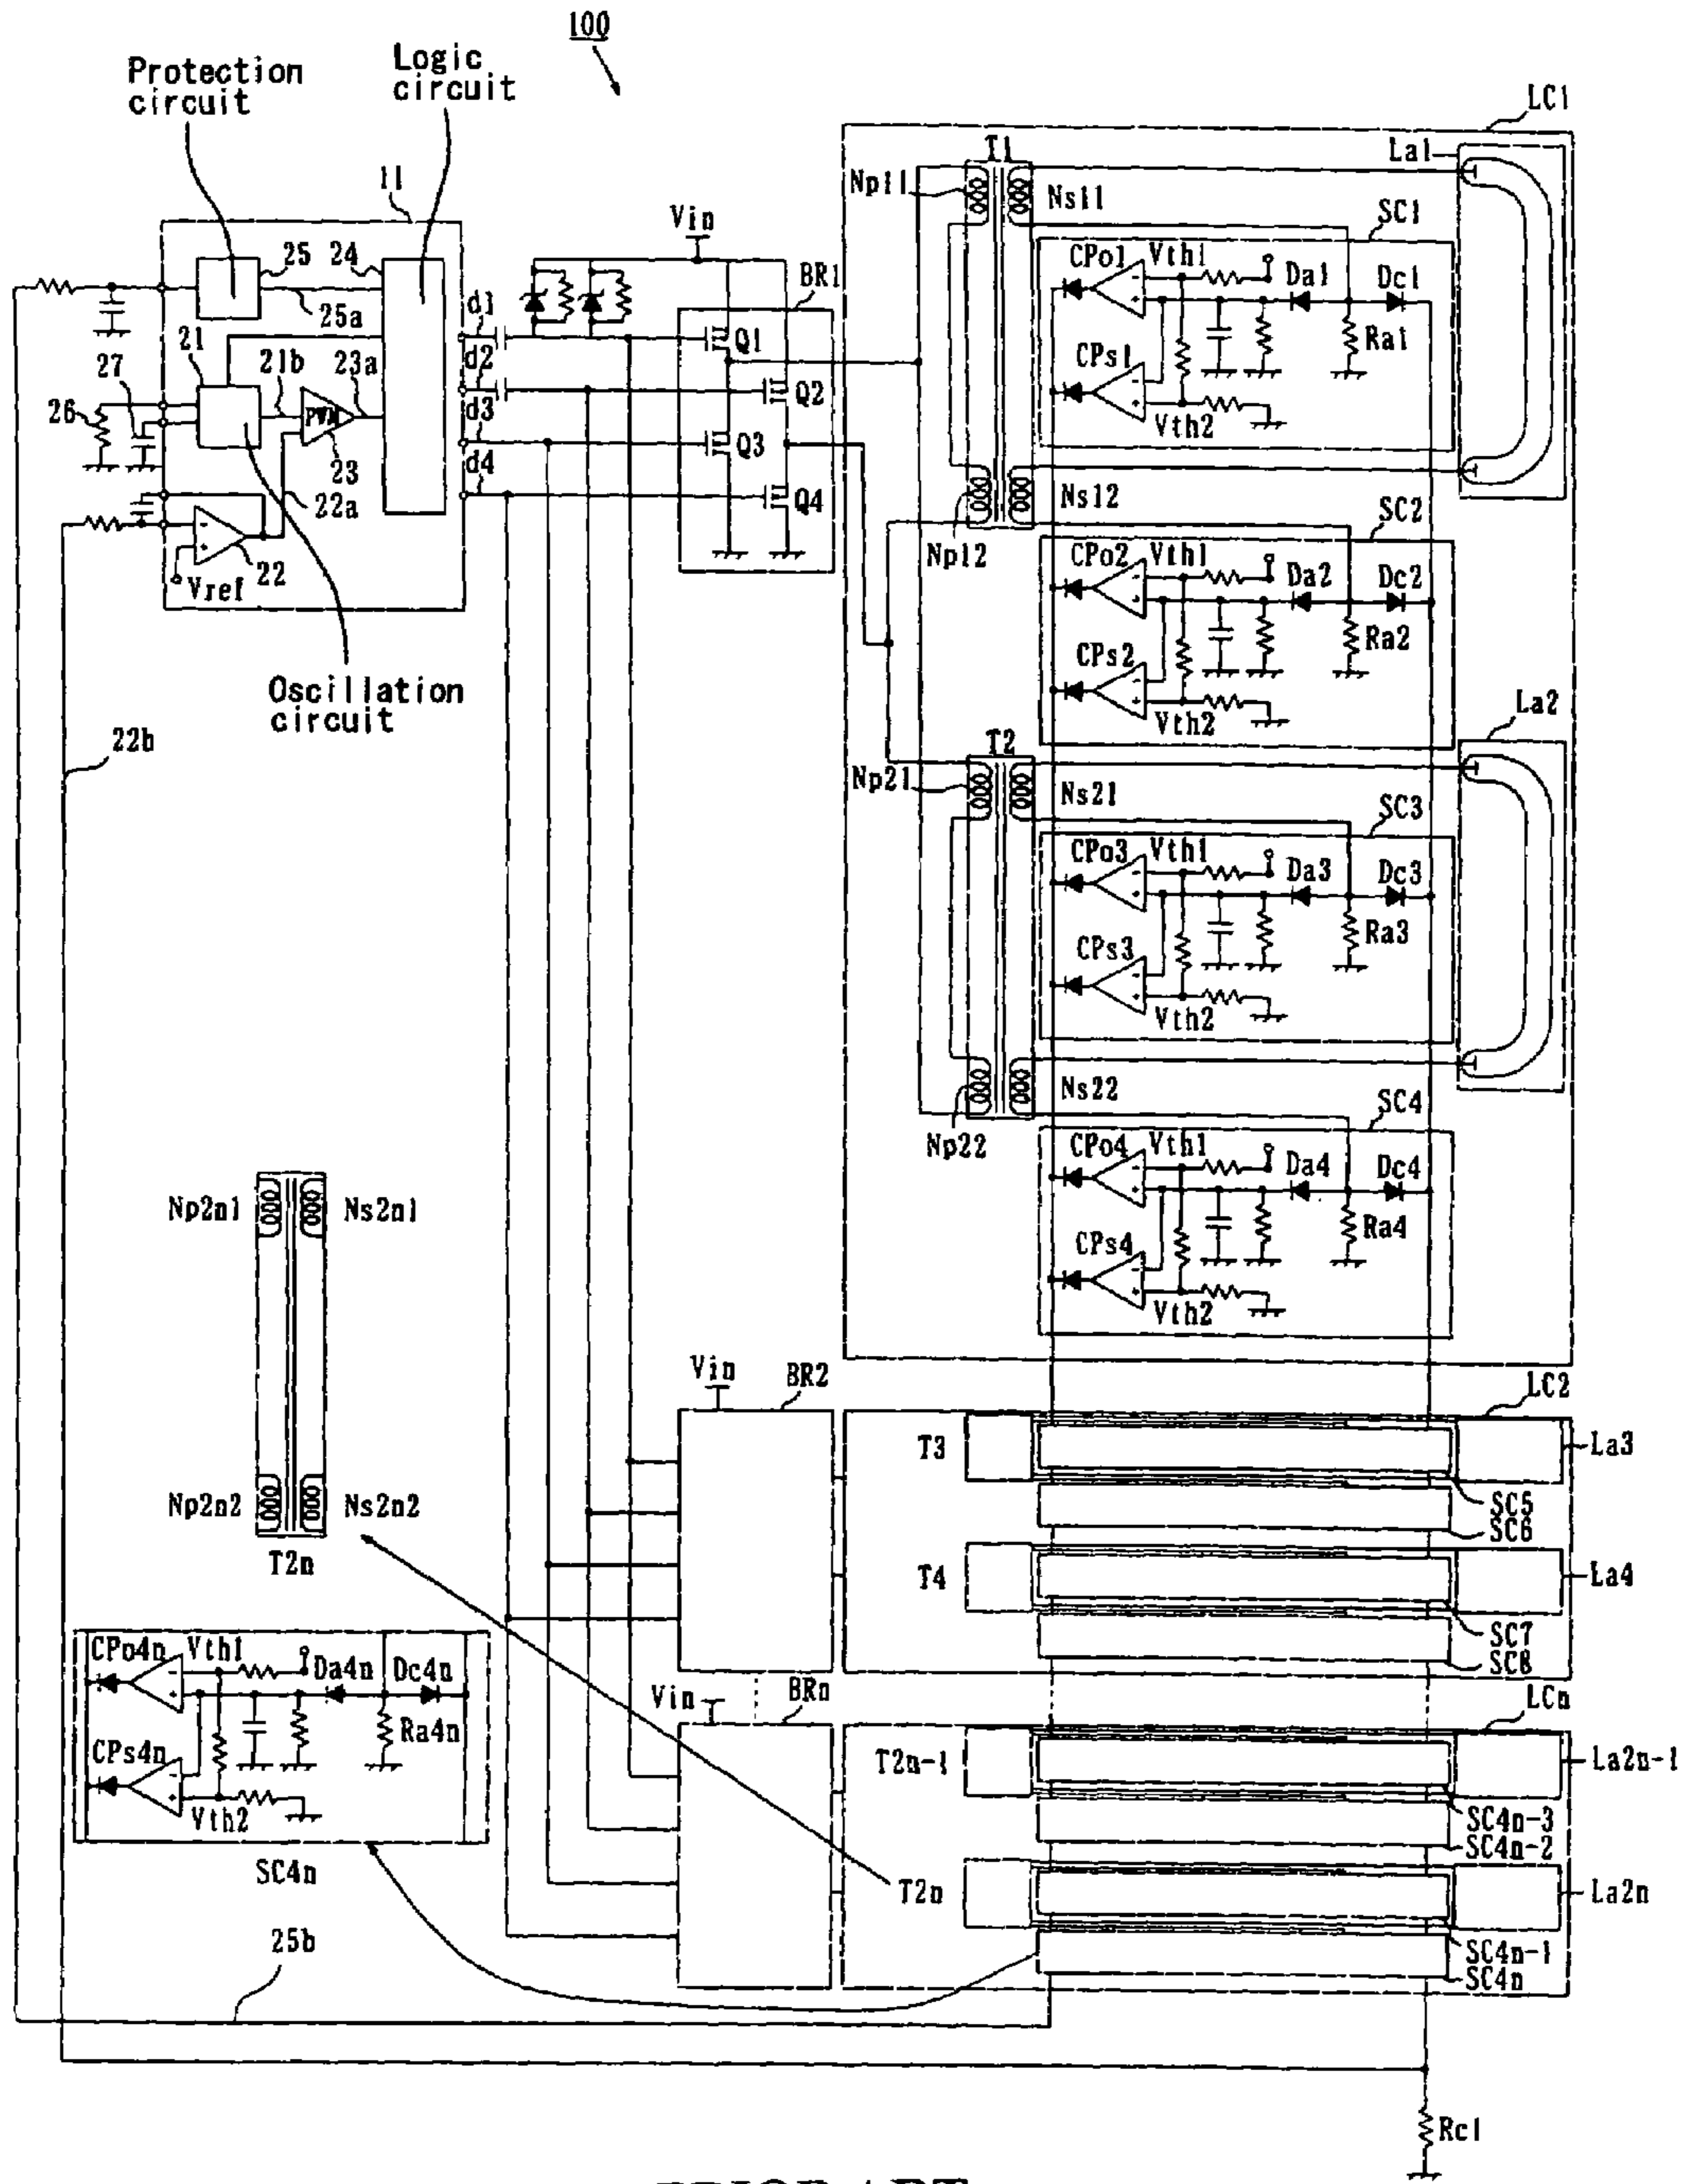 100
Protection
circuit
Logic
circuit
11
25
24
25a
21
27
26
21b
23a
PWM
23
22a
22
Vref
Oscillation
circuit
22b
d1
d2
d3
d4
Vin
BR1
Q1
Q2
Q3
Q4
LC1
La1
T1
Np11
Ns11
SC1
CPo1
Vth1
Da1
Dc1
Ra1
CPs1
Vth2
Ns12
Np12
SC2
CPo2
Vth1
Da2
Dc2
Ra2
CPs2
Vth2
La2
T2
Np21
Ns21
SC3
CPo3
Vth1
Da3
Dc3
Ra3
CPs3
Vth2
Ns22
Np22
SC4
CPo4
Vth1
Da4
Dc4
Ra4
CPs4
Vth2
Np2n1
Ns2n1
Np2n2
Ns2n2
T2n
Vin
BR2
LC2
T3
La3
SC5
SC6
T4
La4
SC7
SC8
CPo4n
Vth1
Da4n
Dc4n
Ra4n
CPs4n
Vth2
SC4n
Vin
BRn
LCn
T2n-1
La2n-1
SC4n-3
SC4n-2
T2n
La2n
SC4n-1
SC4n
25b
Rc1
PRIOR ART